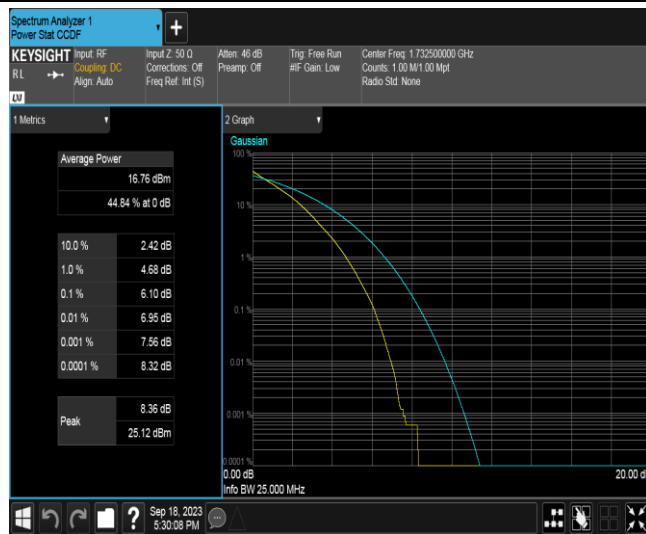 Spectrum Analyzer 1
Power Stat CCDF
+
KEYSIGHT
RL
LXI
Input: RF
Coupling: DC
Align: Auto
Input Z: 50 Ω
Corrections: Off
Freq Ref: Int (S)
Atten: 46 dB
Preamp: Off
Trig: Free Run
#IF Gain: Low
Center Freq: 1.732500000 GHz
Counts: 1.00 M/1.00 Mpt
Radio Std: None
1 Metrics
Average Power
16.76 dBm
44.84 % at 0 dB
10.0 % 2.42 dB
1.0 % 4.68 dB
0.1 % 6.10 dB
0.01 % 6.95 dB
0.001 % 7.56 dB
0.0001 % 8.32 dB
Peak 8.36 dB
25.12 dBm
2 Graph
Gaussian
100 %
10 %
1 %
0.1 %
0.01 %
0.001 %
0.0001 %
0.00 dB 20.00 d
Info BW 25.000 MHz
?
Sep 18, 2023
5:30:08 PM